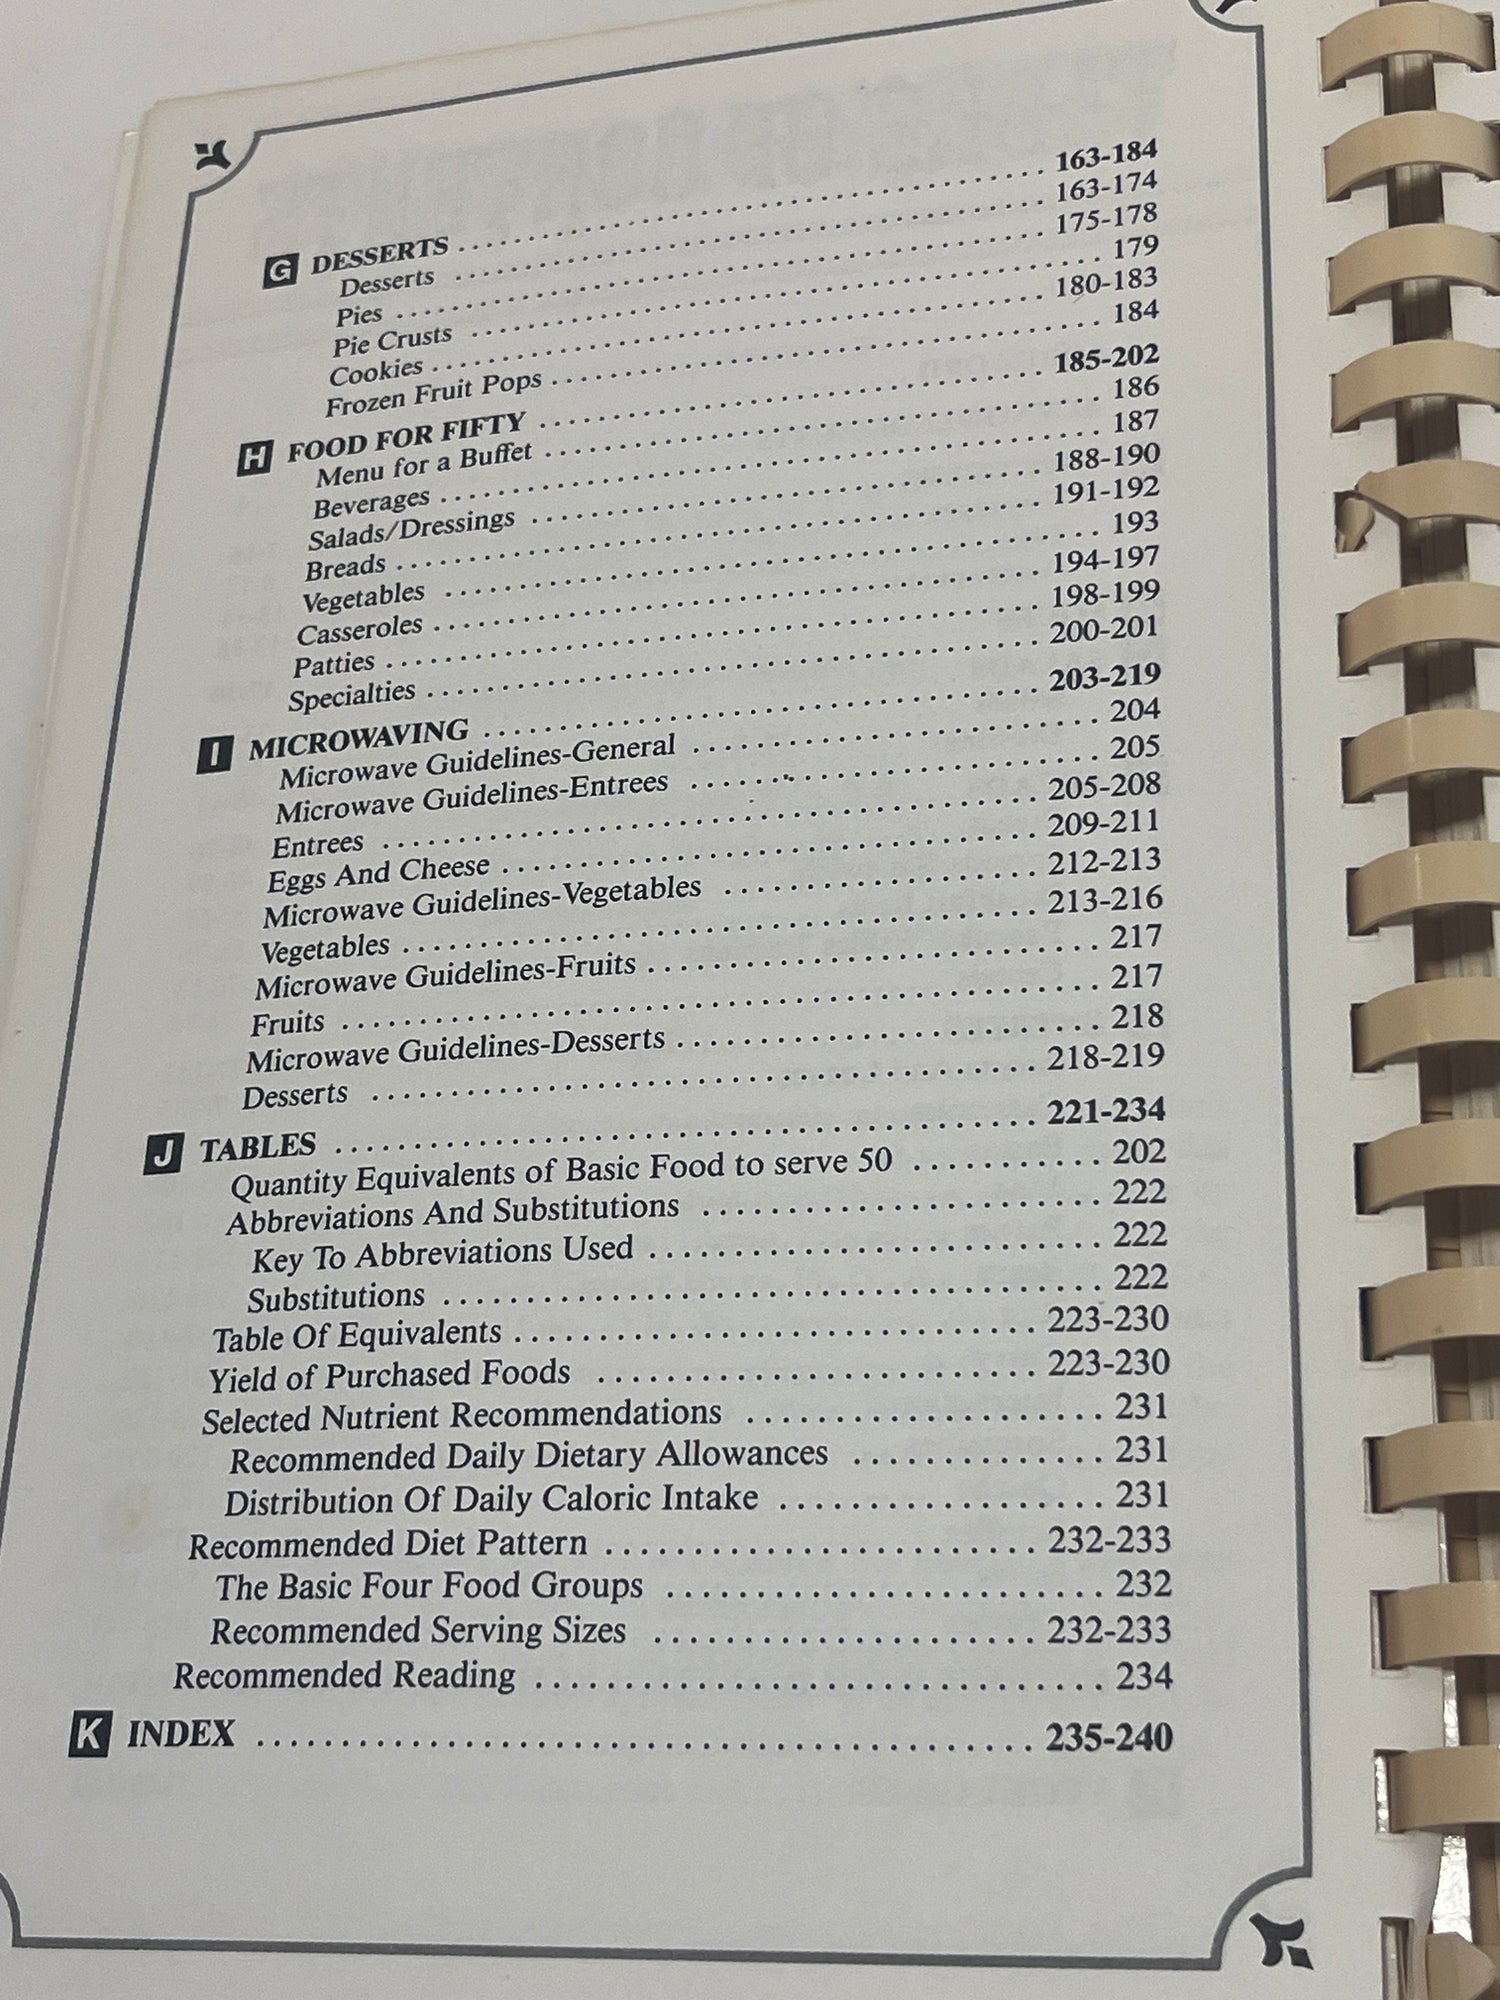 G DESSERTS . . . . . . . . . . . . . . . . . . . . 163-184
Desserts . . . . . . . . . . . . . . . . . . . . 163-174
Pies . . . . . . . . . . . . . . . . . . . . 175-178
Pie Crusts . . . . . . . . . . . . . . . . . . . . 179
Cookies . . . . . . . . . . . . . . . . . . . . 180-183
Frozen Fruit Pops . . . . . . . . . . . . . . . . . . . . 184
H FOOD FOR FIFTY . . . . . . . . . . . . . . . . . . . . 185-202
Menu for a Buffet . . . . . . . . . . . . . . . . . . . . 186
Beverages . . . . . . . . . . . . . . . . . . . . 187
Salads/Dressings . . . . . . . . . . . . . . . . . . . . 188-190
Breads . . . . . . . . . . . . . . . . . . . . 191-192
Vegetables . . . . . . . . . . . . . . . . . . . . 193
Casseroles . . . . . . . . . . . . . . . . . . . . 194-197
Patties . . . . . . . . . . . . . . . . . . . . 198-199
Specialties . . . . . . . . . . . . . . . . . . . . 200-201
I MICROWAVING . . . . . . . . . . . . . . . . . . . . 203-219
Microwave Guidelines-General . . . . . . . . . . . . . . . . . . . . 204
Microwave Guidelines-Entrees . . . . . . . . . . . . . . . . . . . . 205
Entrees . . . . . . . . . . . . . . . . . . . . 205-208
Eggs And Cheese . . . . . . . . . . . . . . . . . . . . 209-211
Microwave Guidelines-Vegetables . . . . . . . . . . . . . . . . . . . . 212-213
Vegetables . . . . . . . . . . . . . . . . . . . . 213-216
Microwave Guidelines-Fruits . . . . . . . . . . . . . . . . . . . . 217
Fruits . . . . . . . . . . . . . . . . . . . . 217
Microwave Guidelines-Desserts . . . . . . . . . . . . . . . . . . . . 218
Desserts . . . . . . . . . . . . . . . . . . . . 218-219
J TABLES . . . . . . . . . . . . . . . . . . . . 221-234
Quantity Equivalents of Basic Food to serve 50 . . . . . . . . . . . 202
Abbreviations And Substitutions . . . . . . . . . . . . . . . . . . . . 222
Key To Abbreviations Used . . . . . . . . . . . . . . . . . . . . 222
Substitutions . . . . . . . . . . . . . . . . . . . . 222
Table Of Equivalents . . . . . . . . . . . . . . . . . . . . 223-230
Yield of Purchased Foods . . . . . . . . . . . . . . . . . . . . 223-230
Selected Nutrient Recommendations . . . . . . . . . . . . . . . . . . . . 231
Recommended Daily Dietary Allowances . . . . . . . . . . . . . . 231
Distribution Of Daily Caloric Intake . . . . . . . . . . . . . . . . . . 231
Recommended Diet Pattern . . . . . . . . . . . . . . . . . . . . 232-233
The Basic Four Food Groups . . . . . . . . . . . . . . . . . . . . 232
Recommended Serving Sizes . . . . . . . . . . . . . . . . . . . . 232-233
Recommended Reading . . . . . . . . . . . . . . . . . . . . 234
K INDEX . . . . . . . . . . . . . . . . . . . . 235-240